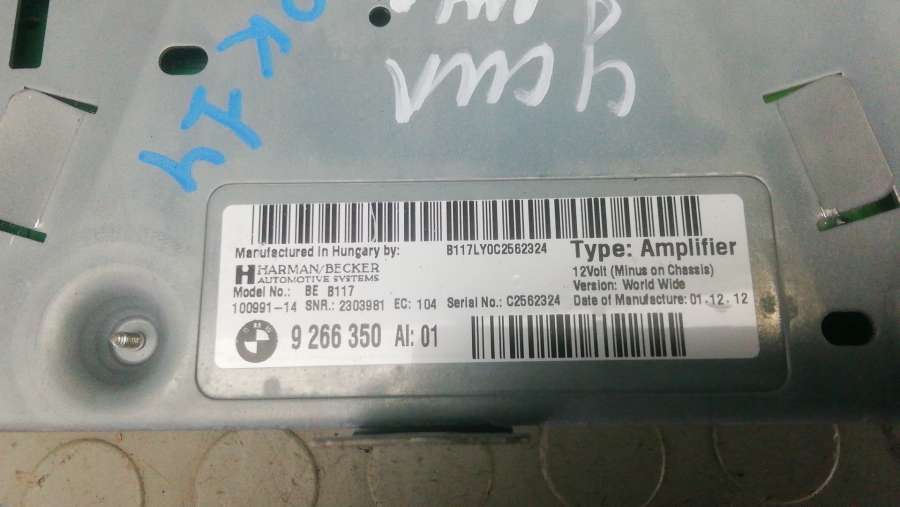 усил
Manufactured in Hungary by:
B117LY0C2562324
Type: Amplifier
HARMAN/BECKER
AUTOMOTIVE SYSTEMS
12Volt (Minus on Chassis)
Model No.: BE B117
Version: World Wide
100991-14 SNR.: 2303981 EC: 104 Serial No.: C2562324 Date of Manufacture: 01.12.12
9 266 350 AI: 01